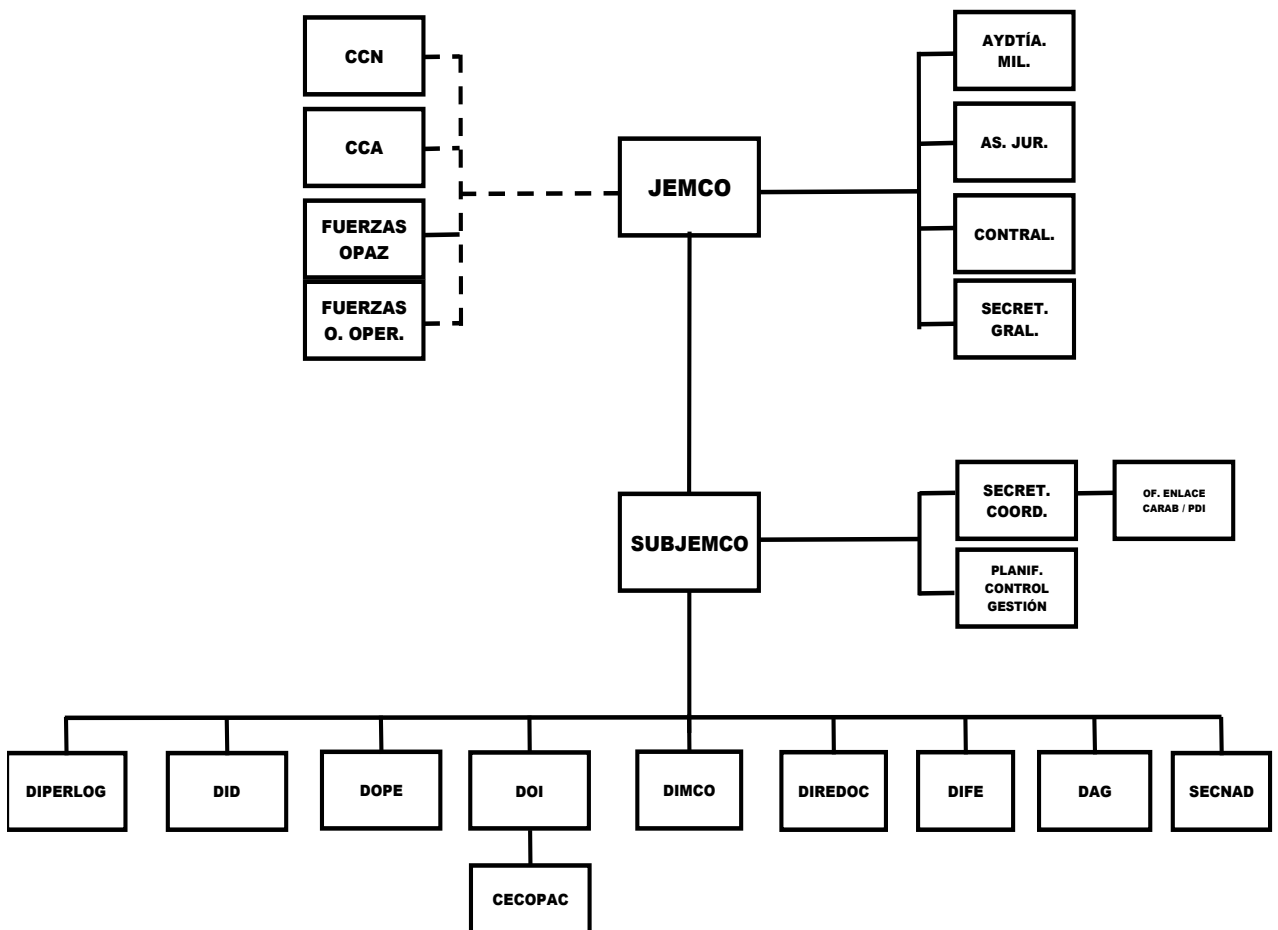 CCN
CCA
FUERZAS
OPAZ
FUERZAS
O. OPER.
JEMCO
AYDTÍA.
MIL.
AS. JUR.
CONTRAL.
SECRET.
GRAL.
SUBJEMCO
SECRET.
COORD.
OF. ENLACE
CARAB / PDI
PLANIF.
CONTROL
GESTIÓN
DIPERLOG
DID
DOPE
DOI
DIMCO
DIREDOC
DIFE
DAG
SECNAD
CECOPAC